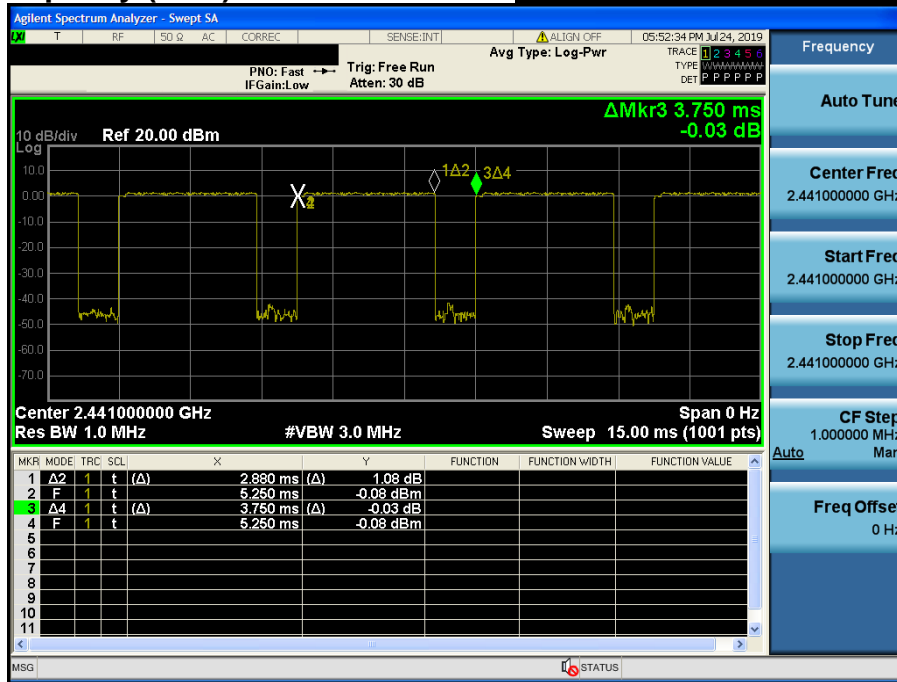 Agilent Spectrum Analyzer - Swept SA
LXI T RF 50 Ω AC CORREC SENSE:INT ALIGN OFF 05:52:34 PM Jul 24, 2019
Avg Type: Log-Pwr TRACE 1 2 3 4 5 6
PNO: Fast Trig: Free Run TYPE WWWWWW
IFGain:Low Atten: 30 dB DET P P P P P P
ΔMkr3 3.750 ms
10 dB/div Ref 20.00 dBm -0.03 dB
Log
10.0
0.00
-10.0
-20.0
-30.0
-40.0
-50.0
-60.0
-70.0
1Δ2 3Δ4
X
Center 2.441000000 GHz Span 0 Hz
Res BW 1.0 MHz #VBW 3.0 MHz Sweep 15.00 ms (1001 pts)
MKR MODE TRC SCL X Y FUNCTION FUNCTION WIDTH FUNCTION VALUE
1 Δ2 1 t (Δ) 2.880 ms (Δ) 1.08 dB
2 F 1 t 5.250 ms -0.08 dBm
3 Δ4 1 t (Δ) 3.750 ms (Δ) -0.03 dB
4 F 1 t 5.250 ms -0.08 dBm
5
6
7
8
9
10
11
MSG STATUS
Frequency
Auto Tune
Center Freq
2.441000000 GHz
Start Freq
2.441000000 GHz
Stop Freq
2.441000000 GHz
CF Step
1.000000 MHz
Auto Man
Freq Offset
0 Hz